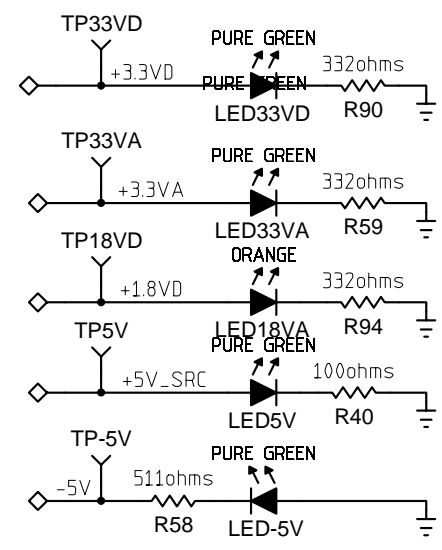 TP33VD
PURE GREEN
+3.3VD
PURE GREEN
332ohms
LED33VD
R90
TP33VA
PURE GREEN
+3.3VA
332ohms
LED33VA
R59
TP18VD
ORANGE
+1.8VD
332ohms
LED18VA
R94
TP5V
PURE GREEN
+5V_SRC
100ohms
LED5V
R40
TP-5V
PURE GREEN
-5V
511ohms
R58
LED-5V